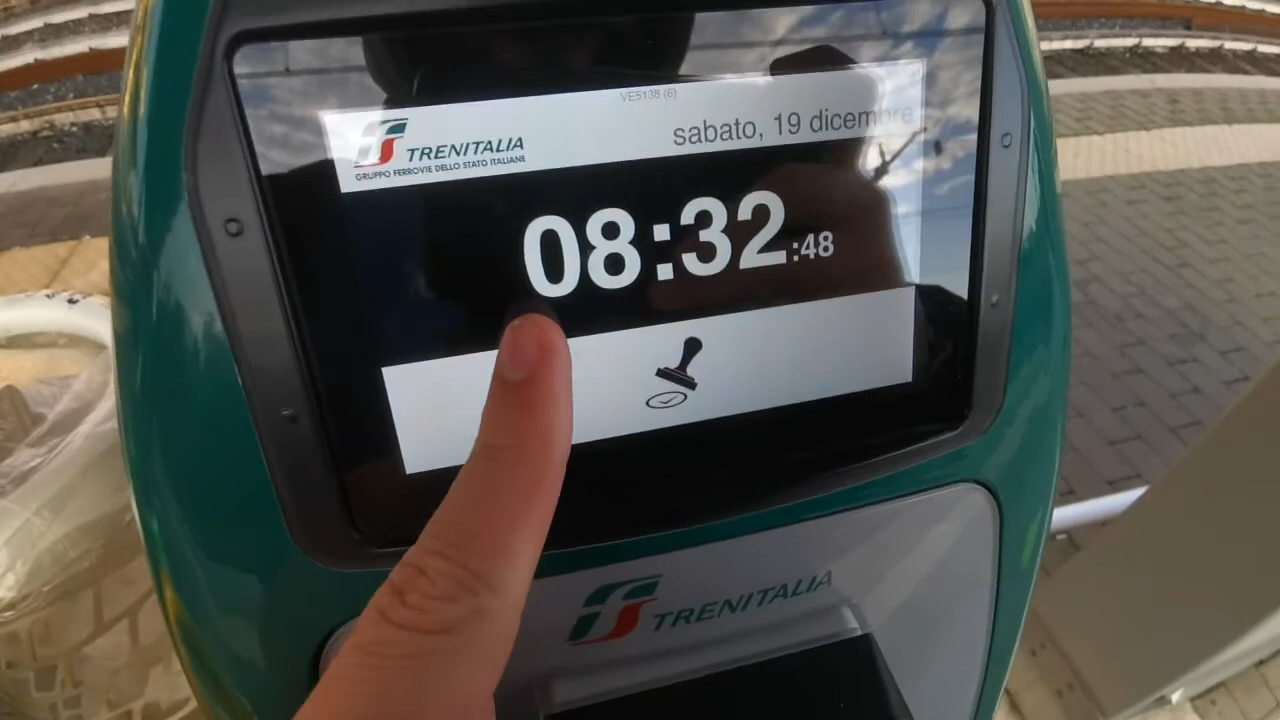 VE5138 (6)
TRENITALIA
GRUPPO FERROVIE DELLO STATO ITALIANE
sabato, 19 dicembre
08:32:48
TRENITALIA